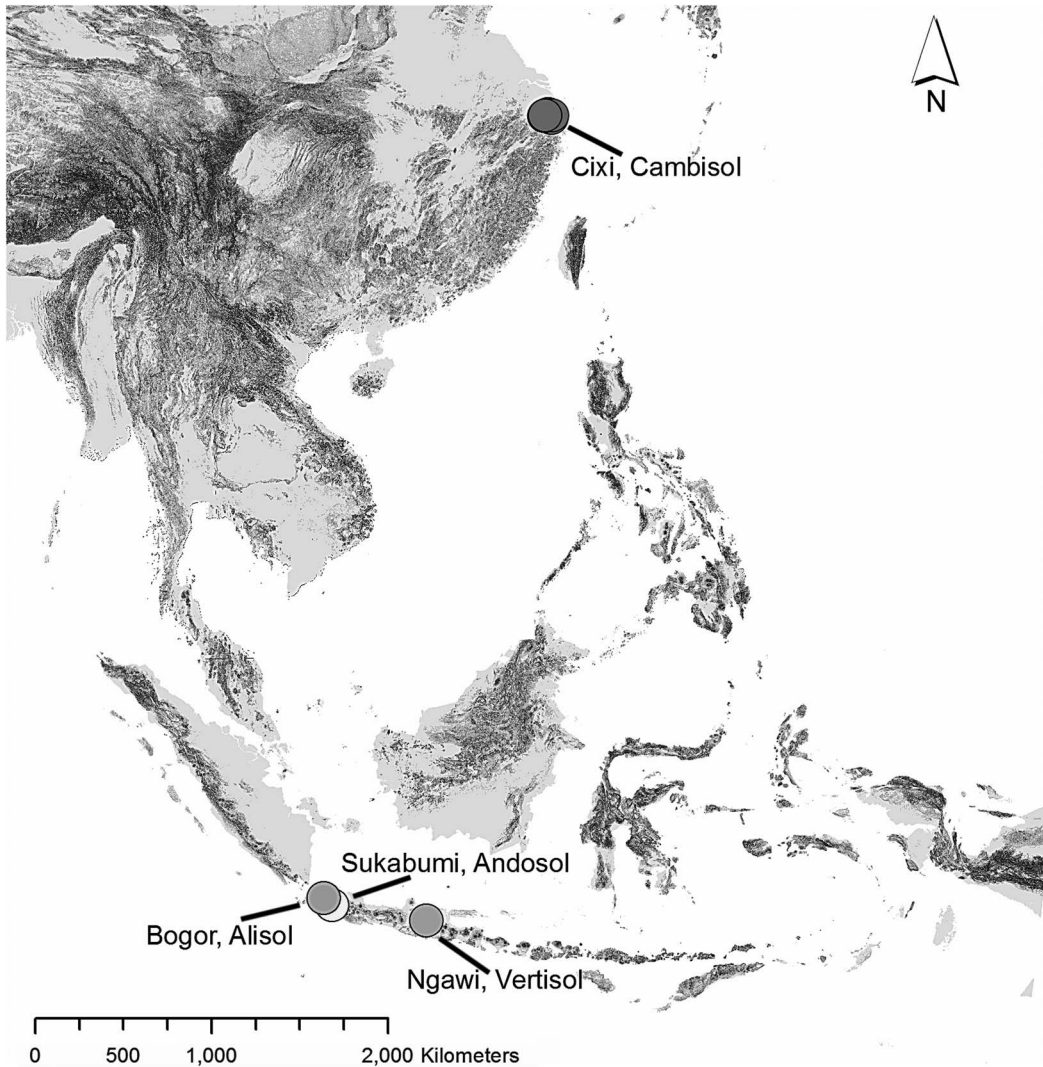 N
Cixi, Cambisol
Sukabumi, Andosol
Bogor, Alisol
Ngawi, Vertisol
0 500 1,000 2,000 Kilometers